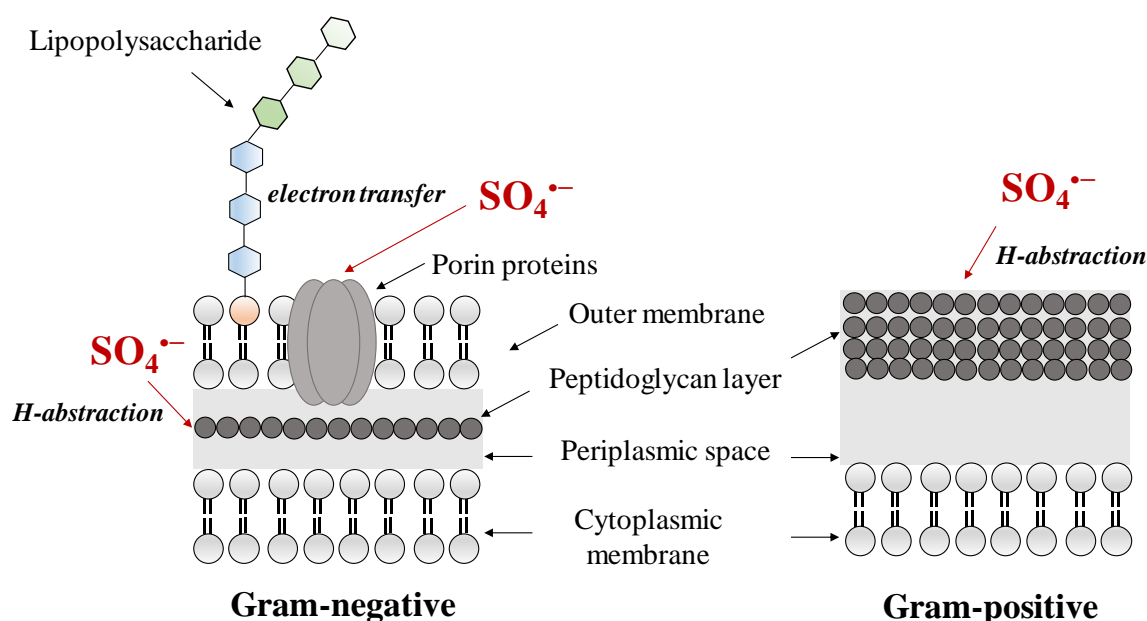 Lipopolysaccharide
electron transfer
SO₄•−
SO₄•−
H-abstraction
Porin proteins
Outer membrane
SO₄•−
Peptidoglycan layer
H-abstraction
Periplasmic space
Cytoplasmic
membrane
Gram-negative
Gram-positive